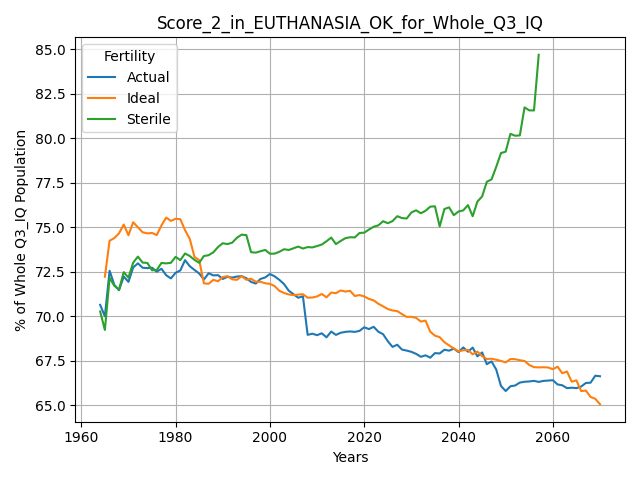 Score_2_in_EUTHANASIA_OK_for_Whole_Q3_IQ
Fertility
Actual
Ideal
Sterile
85.0
82.5
80.0
77.5
75.0
72.5
70.0
67.5
65.0
% of Whole Q3_IQ Population
1960
1980
2000
2020
2040
2060
Years